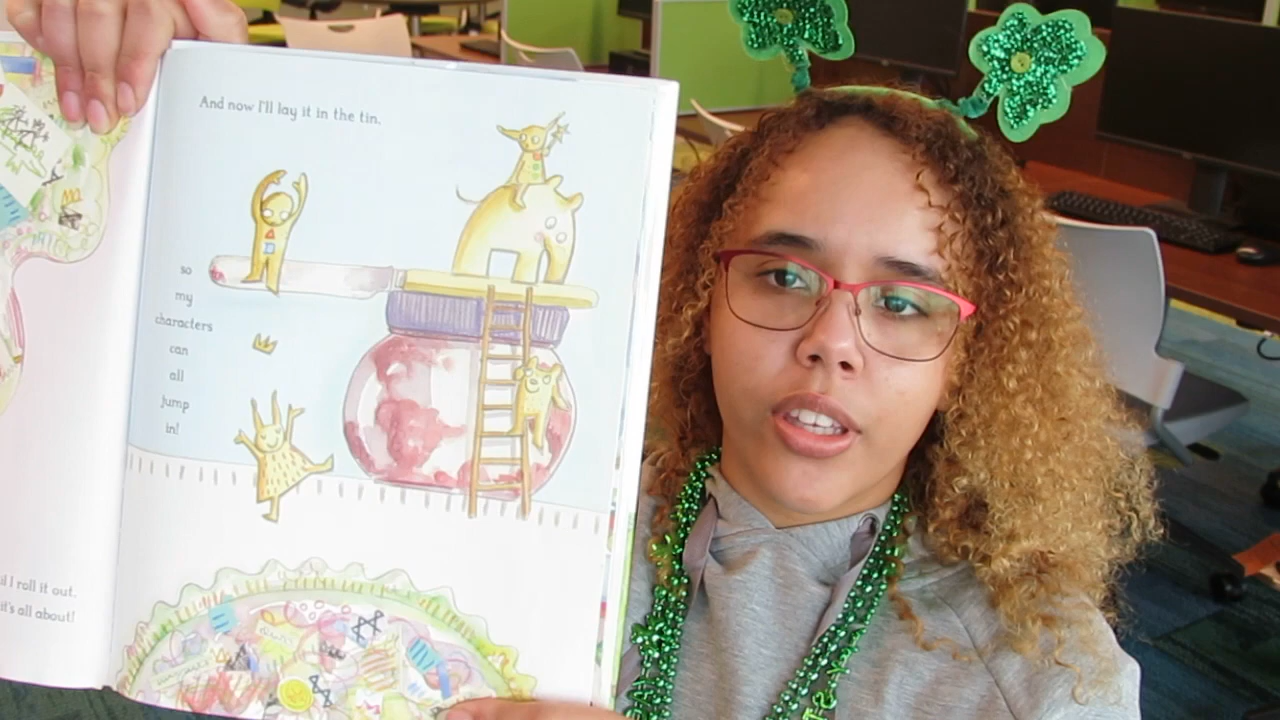 And now I'll lay it in the tin,
so
my
characters
can
all
jump
in!
I roll it out.
it's all about!